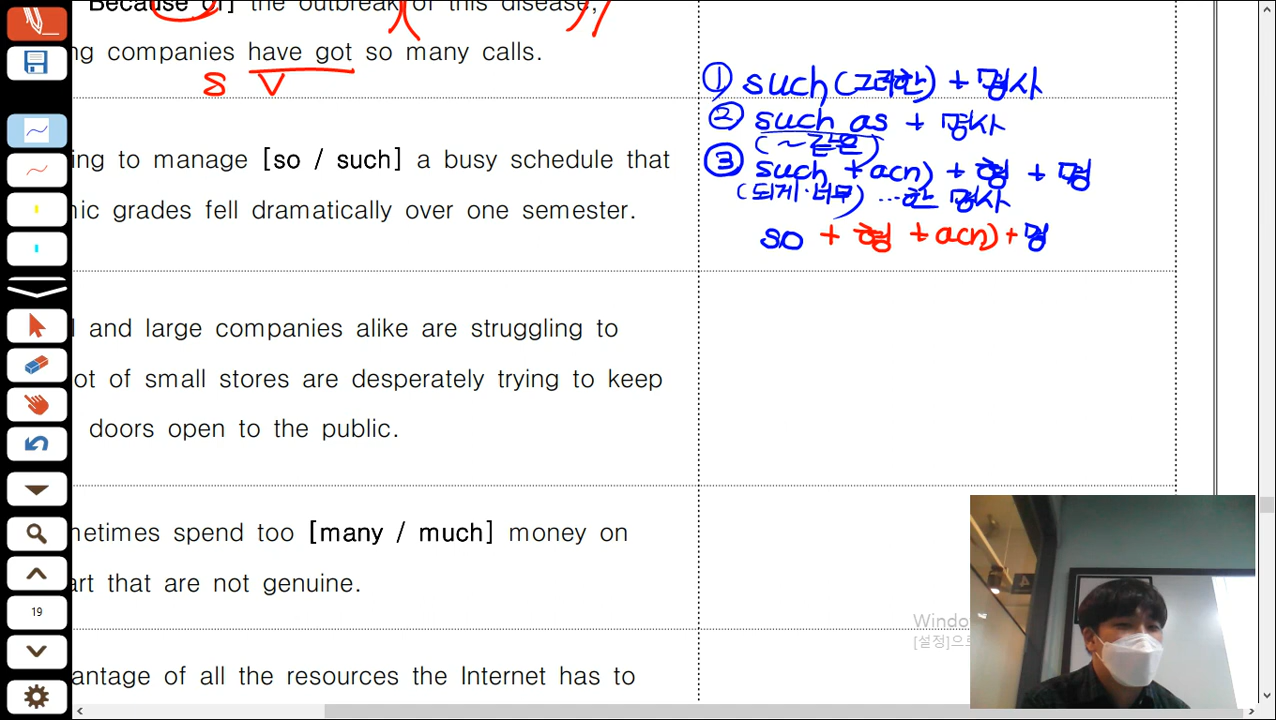 Because of] the outbreak of this disease,
ng companies have got so many calls.
S V
① such (그러한) + 명사
② such as + 명사
(~ 같은)
ing to manage [so / such] a busy schedule that
③ such + a(n) + 형 + 명
(되게·너무) …한 명사
nic grades fell dramatically over one semester.
so + 형 + a(n) + 명
l and large companies alike are struggling to
ot of small stores are desperately trying to keep
doors open to the public.
netimes spend too [many / much] money on
art that are not genuine.
19
Windo
[설정]으로
antage of all the resources the Internet has to